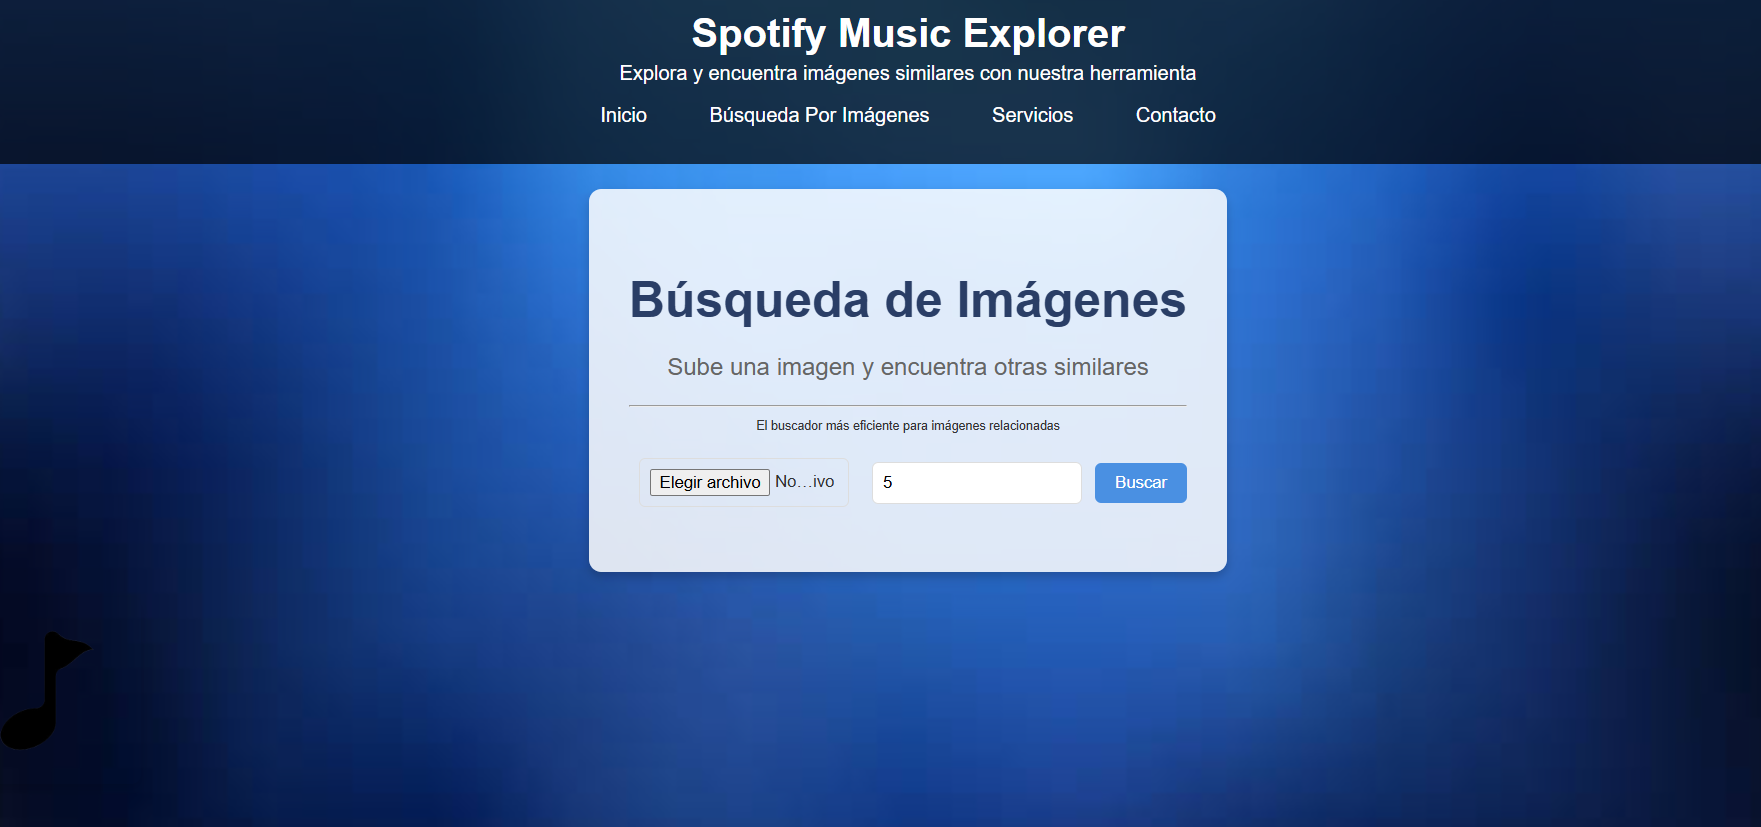 Spotify Music Explorer
Explora y encuentra imágenes similares con nuestra herramienta
Inicio Búsqueda Por Imágenes Servicios Contacto
Búsqueda de Imágenes
Sube una imagen y encuentra otras similares
El buscador más eficiente para imágenes relacionadas
Elegir archivo No…ivo 5 Buscar